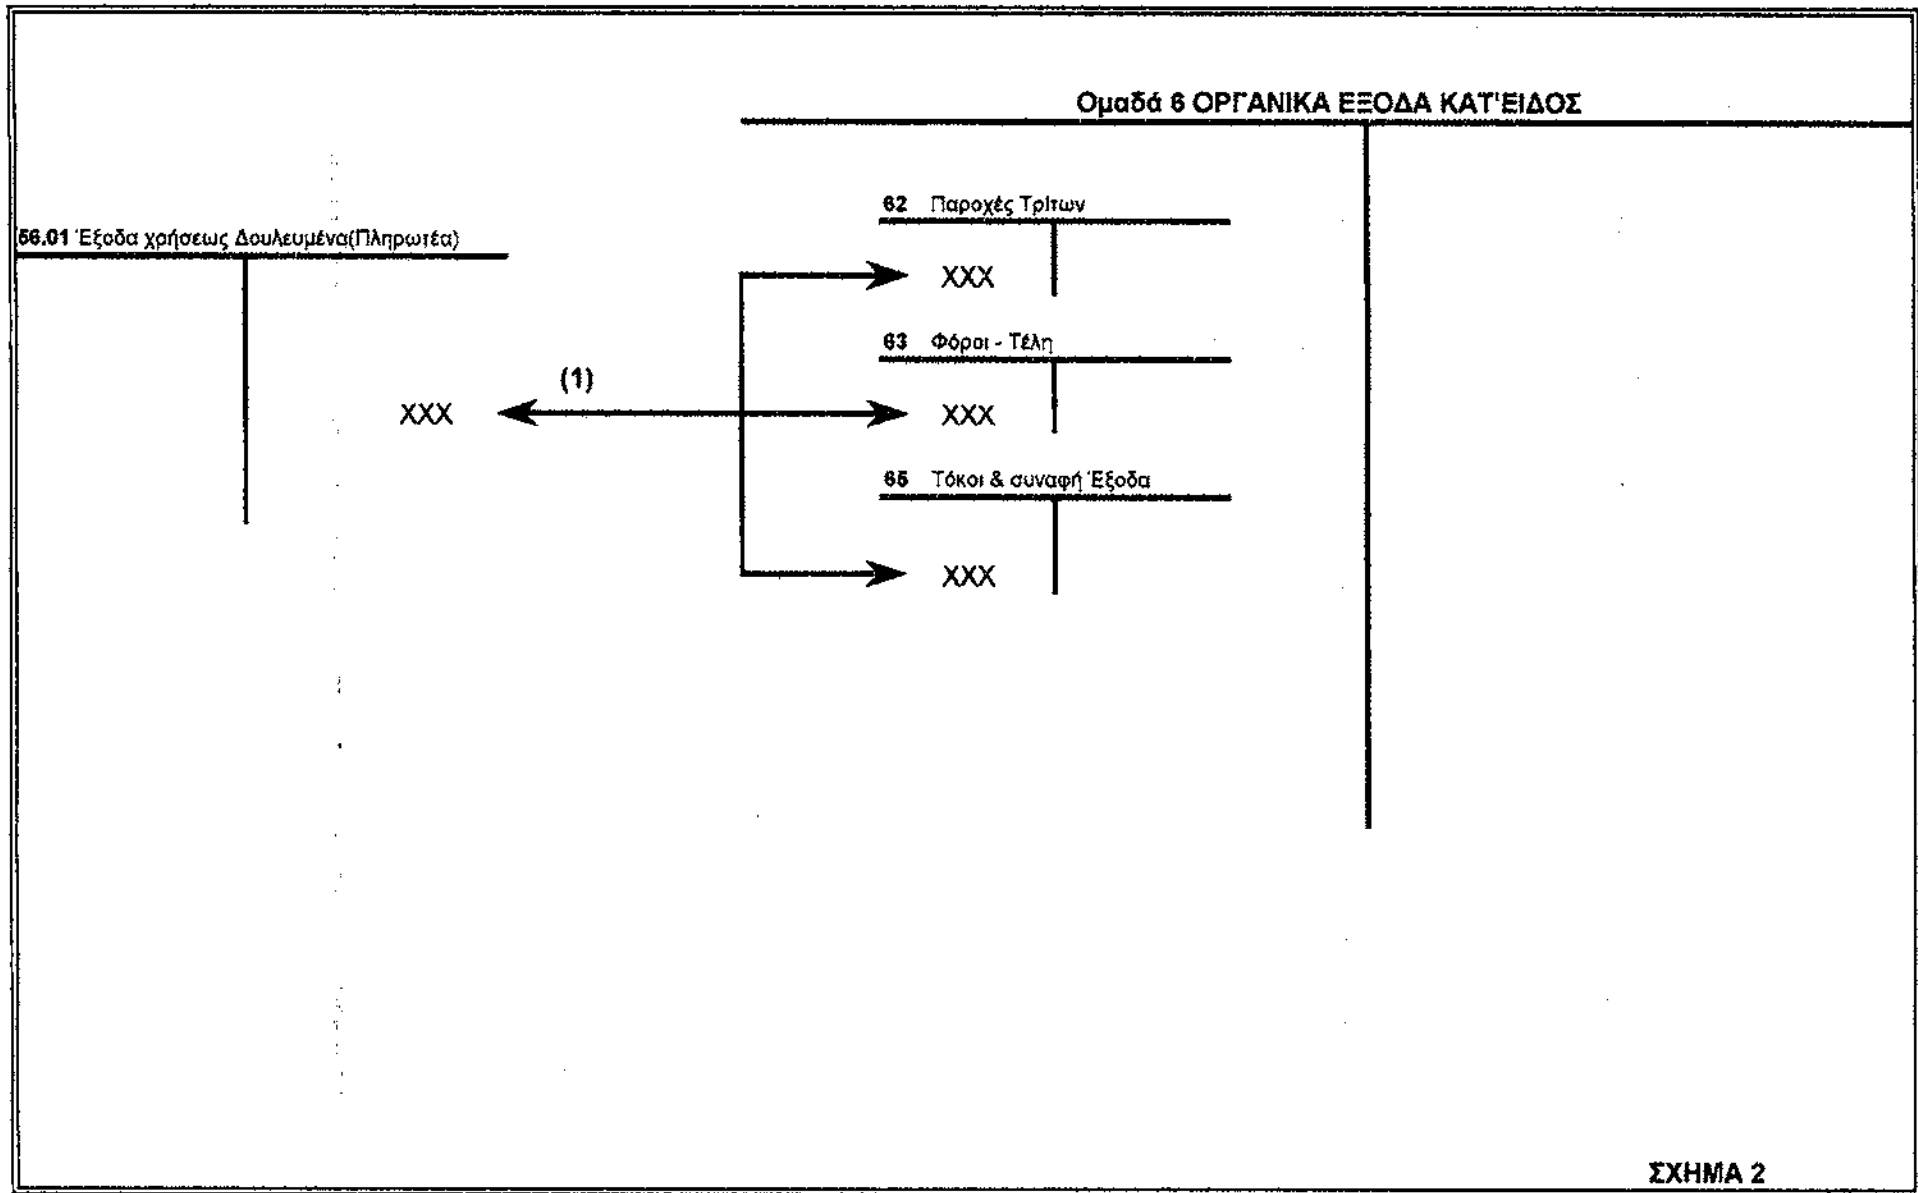 Ομαδά 6 ΟΡΓΑΝΙΚΑ ΕΞΟΔΑ ΚΑΤ'ΕΙΔΟΣ
62 Παροχές Τρίτων
56.01 Έξοδα χρήσεως Δουλευμένα(Πληρωτέα)
XXX
63 Φόροι - Τέλη
(1)
XXX
XXX
65 Τόκοι & συναφή Έξοδα
XXX
ΣΧΗΜΑ 2